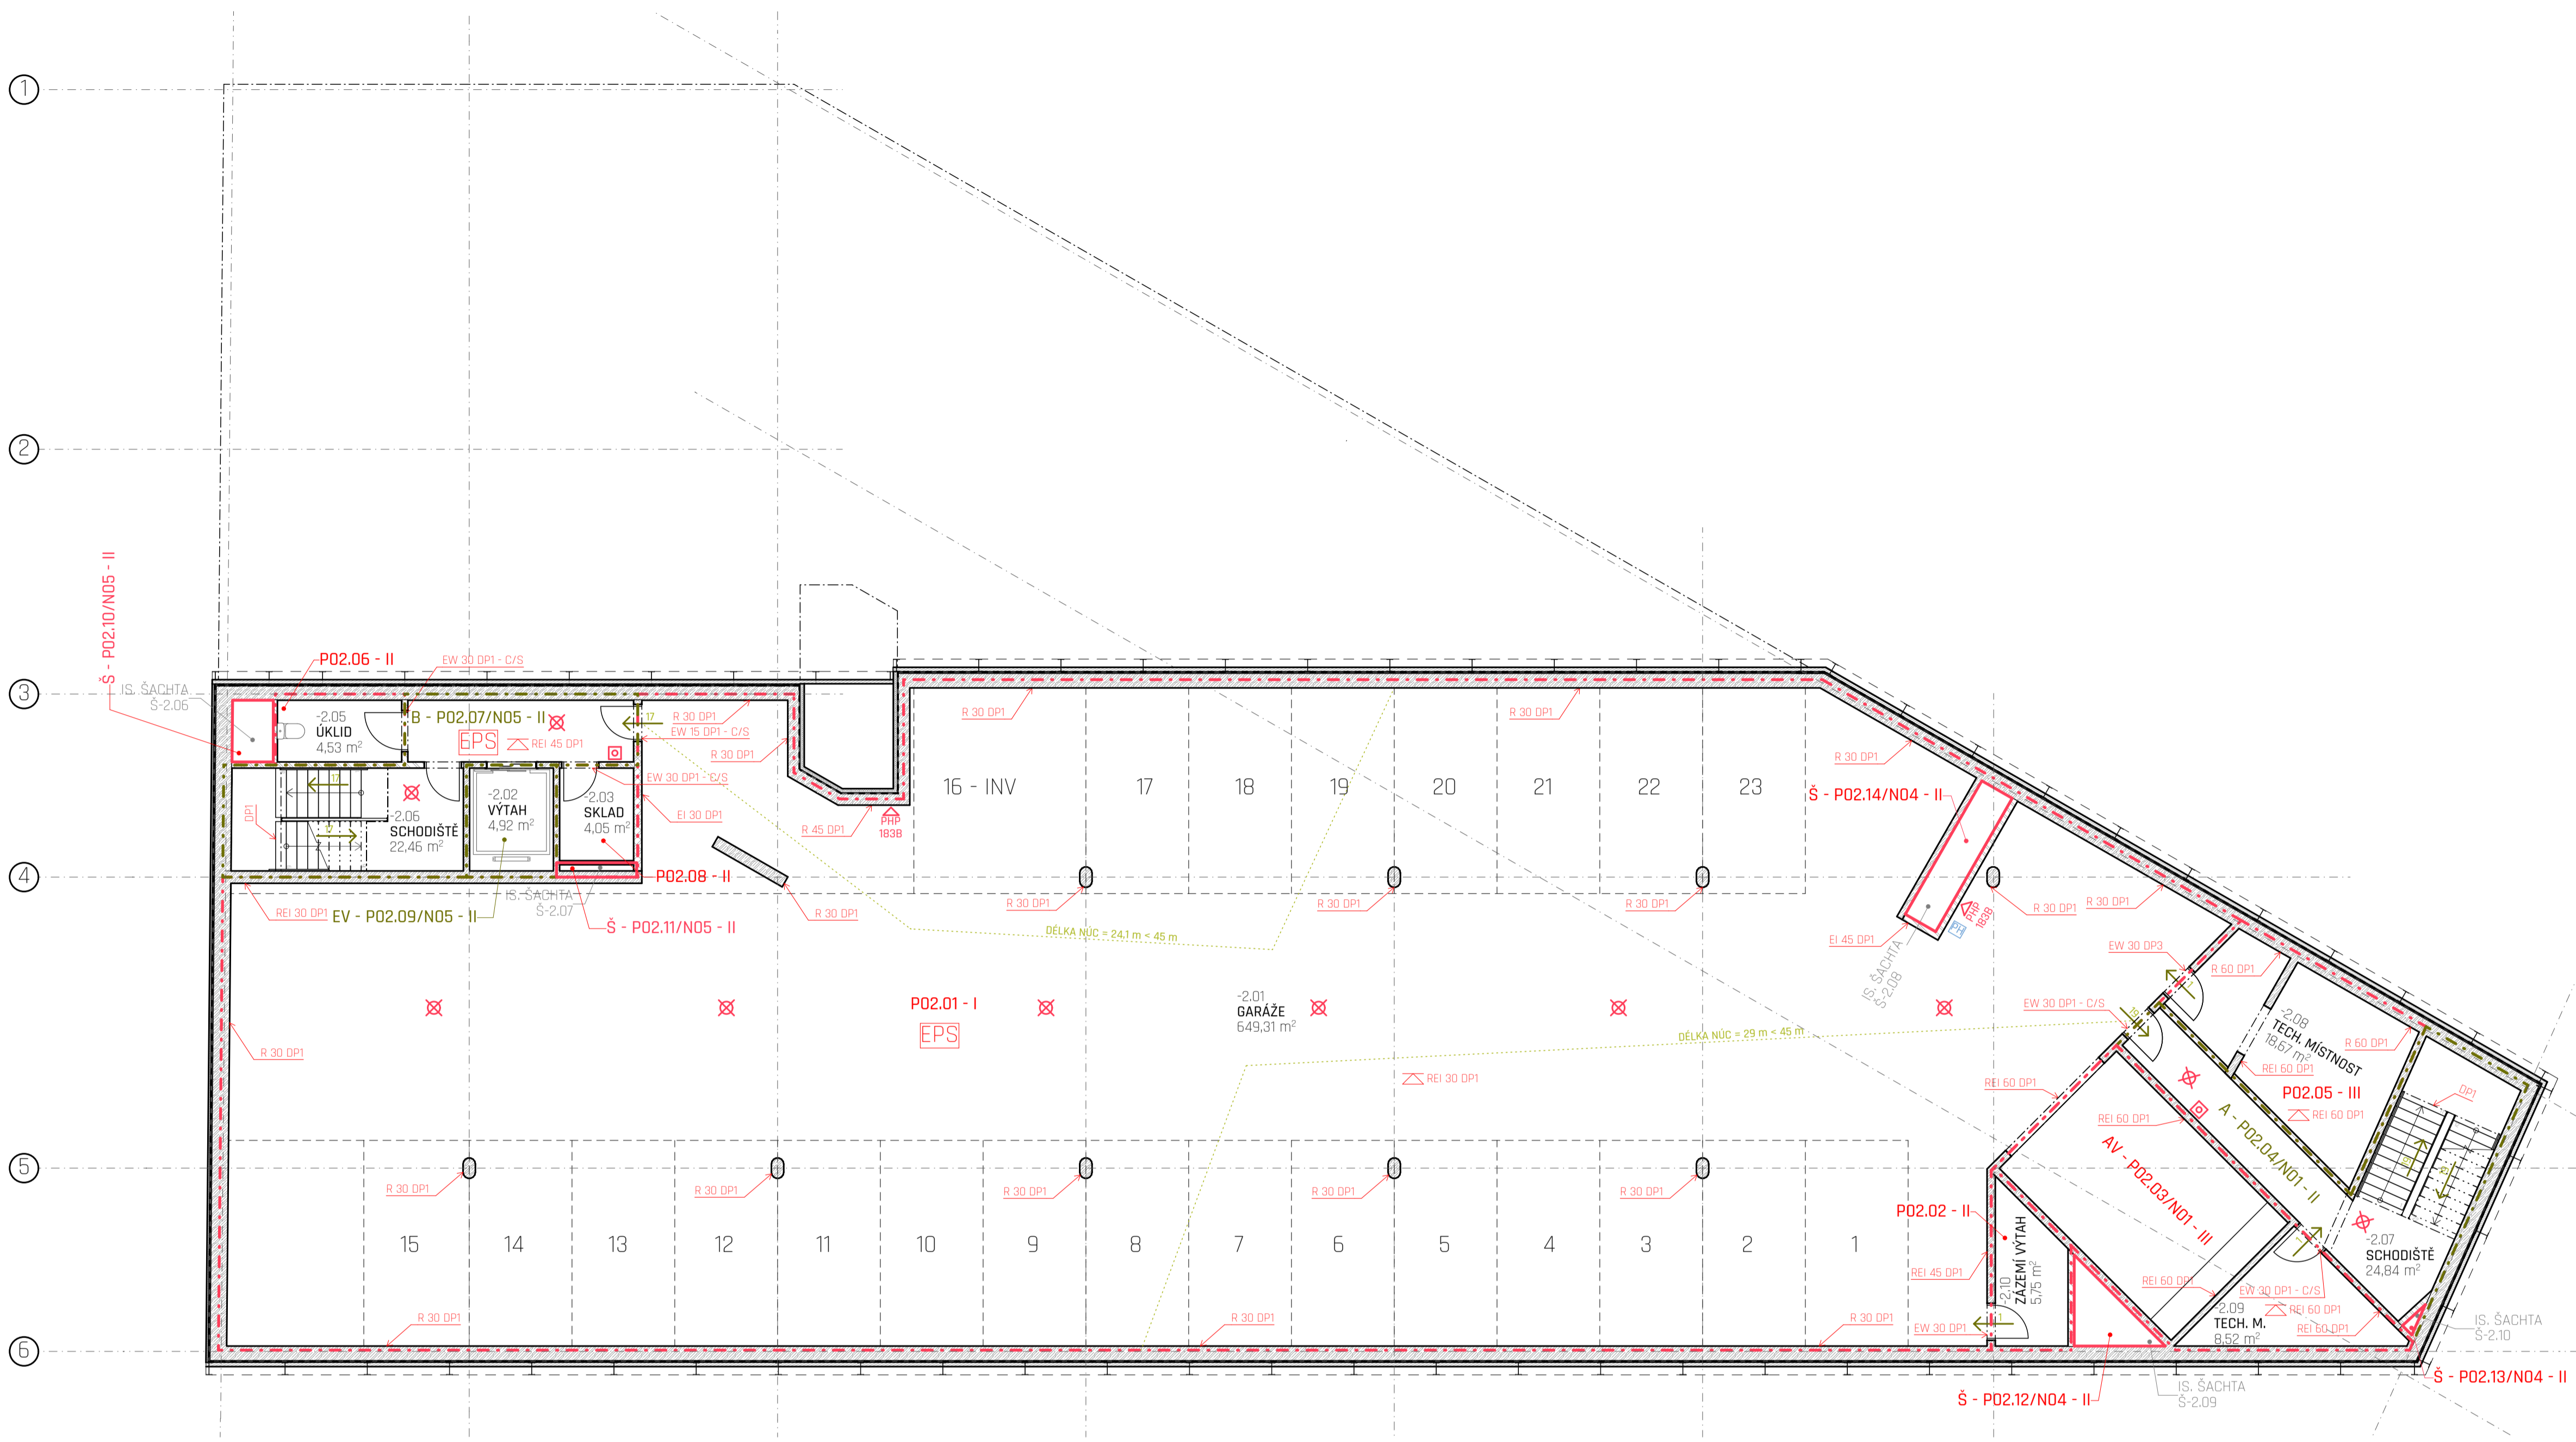 1
2
3
4
5
6
Š - P02.10/N05 - II
IS. ŠACHTA
Š-2.06
P02.06 - II
EW 30 DP1 - C/S
-2.05
ÚKLID
4,53 m²
B - P02.07/N05 - II
EPS
REI 45 DP1
17
R 30 DP1
EW 15 DP1 - C/S
R 30 DP1
EW 30 DP1 - C/S
EI 30 DP1
DP1
17
17
-2.06
SCHODIŠTĚ
22,46 m²
-2.02
VÝTAH
4,92 m²
-2.03
SKLAD
4,05 m²
P02.08 - II
REI 30 DP1
EV - P02.09/N05 - II
IS. ŠACHTA
Š-2.07
Š - P02.11/N05 - II
R 30 DP1
R 45 DP1
PHP
183B
R 30 DP1
R 30 DP1
R 30 DP1
16 - INV
17
18
19
20
21
22
23
Š - P02.14/N04 - II
R 30 DP1
R 30 DP1
R 30 DP1
R 30 DP1
R 30 DP1
EI 45 DP1
IS. ŠACHTA
Š-2.08
PHP
183B
PH
DÉLKA NÚC = 24,1 m < 45 m
P02.01 - I
EPS
-2.01
GARÁŽE
649,31 m²
DÉLKA NÚC = 29 m < 45 m
REI 30 DP1
R 30 DP1
EW 30 DP3
R 60 DP1
EW 30 DP1 - C/S
1
19
-2.08
TECH. MÍSTNOST
18,67 m²
R 60 DP1
REI 60 DP1
P02.05 - III
REI 60 DP1
DP1
REI 60 DP1
REI 60 DP1
A - P02.04/N01 - II
AV - P02.03/N01 - III
19
19
R 30 DP1
R 30 DP1
R 30 DP1
R 30 DP1
R 30 DP1
15
14
13
12
11
10
9
8
7
6
5
4
3
2
1
P02.02 - II
-2.10
ZÁZEMÍ VÝTAH
5,75 m²
REI 45 DP1
EW 30 DP1
1
1
-2.07
SCHODIŠTĚ
24,84 m²
REI 60 DP1
EW 30 DP1 - C/S
-2.09
TECH. M.
8,52 m²
REI 60 DP1
REI 60 DP1
R 30 DP1
R 30 DP1
R 30 DP1
IS. ŠACHTA
Š-2.10
Š - P02.13/N04 - II
IS. ŠACHTA
Š-2.09
Š - P02.12/N04 - II